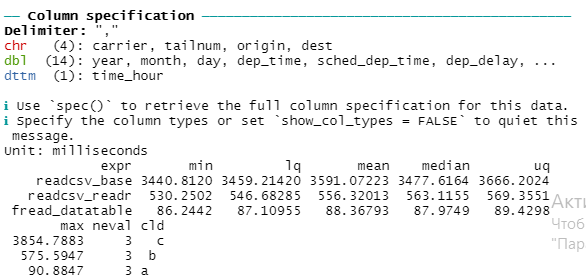 ── Column specification ──────────────────────────────
Delimiter: ","
chr (4): carrier, tailnum, origin, dest
dbl (14): year, month, day, dep_time, sched_dep_time, dep_delay, ...
dttm (1): time_hour
ℹ Use `spec()` to retrieve the full column specification for this data.
ℹ Specify the column types or set `show_col_types = FALSE` to quiet this
message.
Unit: milliseconds
expr min lq mean median uq
readcsv_base 3440.8120 3459.21420 3591.07223 3477.6164 3666.2024
readcsv_readr 530.2502 546.68285 556.32013 563.1155 569.3551
fread_datatable 86.2442 87.10955 88.36793 87.9749 89.4298
Акти
Чтоб
"Пар
max neval cld
3854.7883 3 c
575.5947 3 b
90.8847 3 a